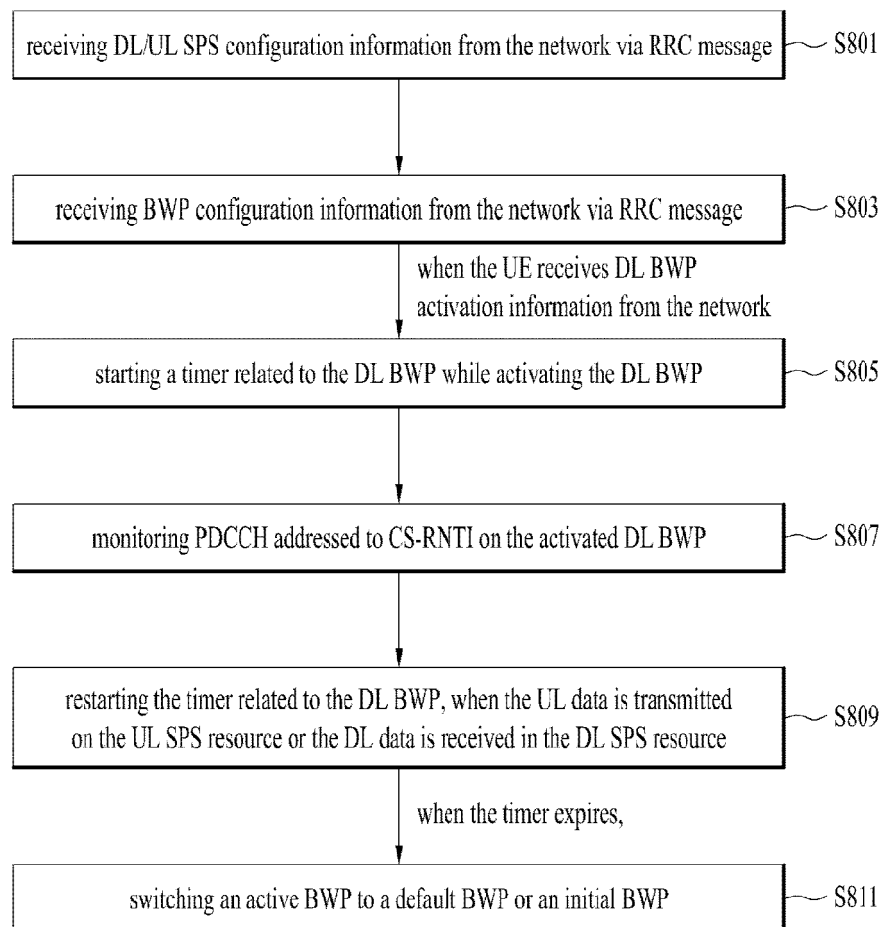 receiving DL/UL SPS configuration information from the network via RRC message
S801
receiving BWP configuration information from the network via RRC message
S803
when the UE receives DL BWP
activation information from the network
starting a timer related to the DL BWP while activating the DL BWP
S805
monitoring PDCCH addressed to CS-RNTI on the activated DL BWP
S807
restarting the timer related to the DL BWP, when the UL data is transmitted
on the UL SPS resource or the DL data is received in the DL SPS resource
S809
when the timer expires,
switching an active BWP to a default BWP or an initial BWP
S811